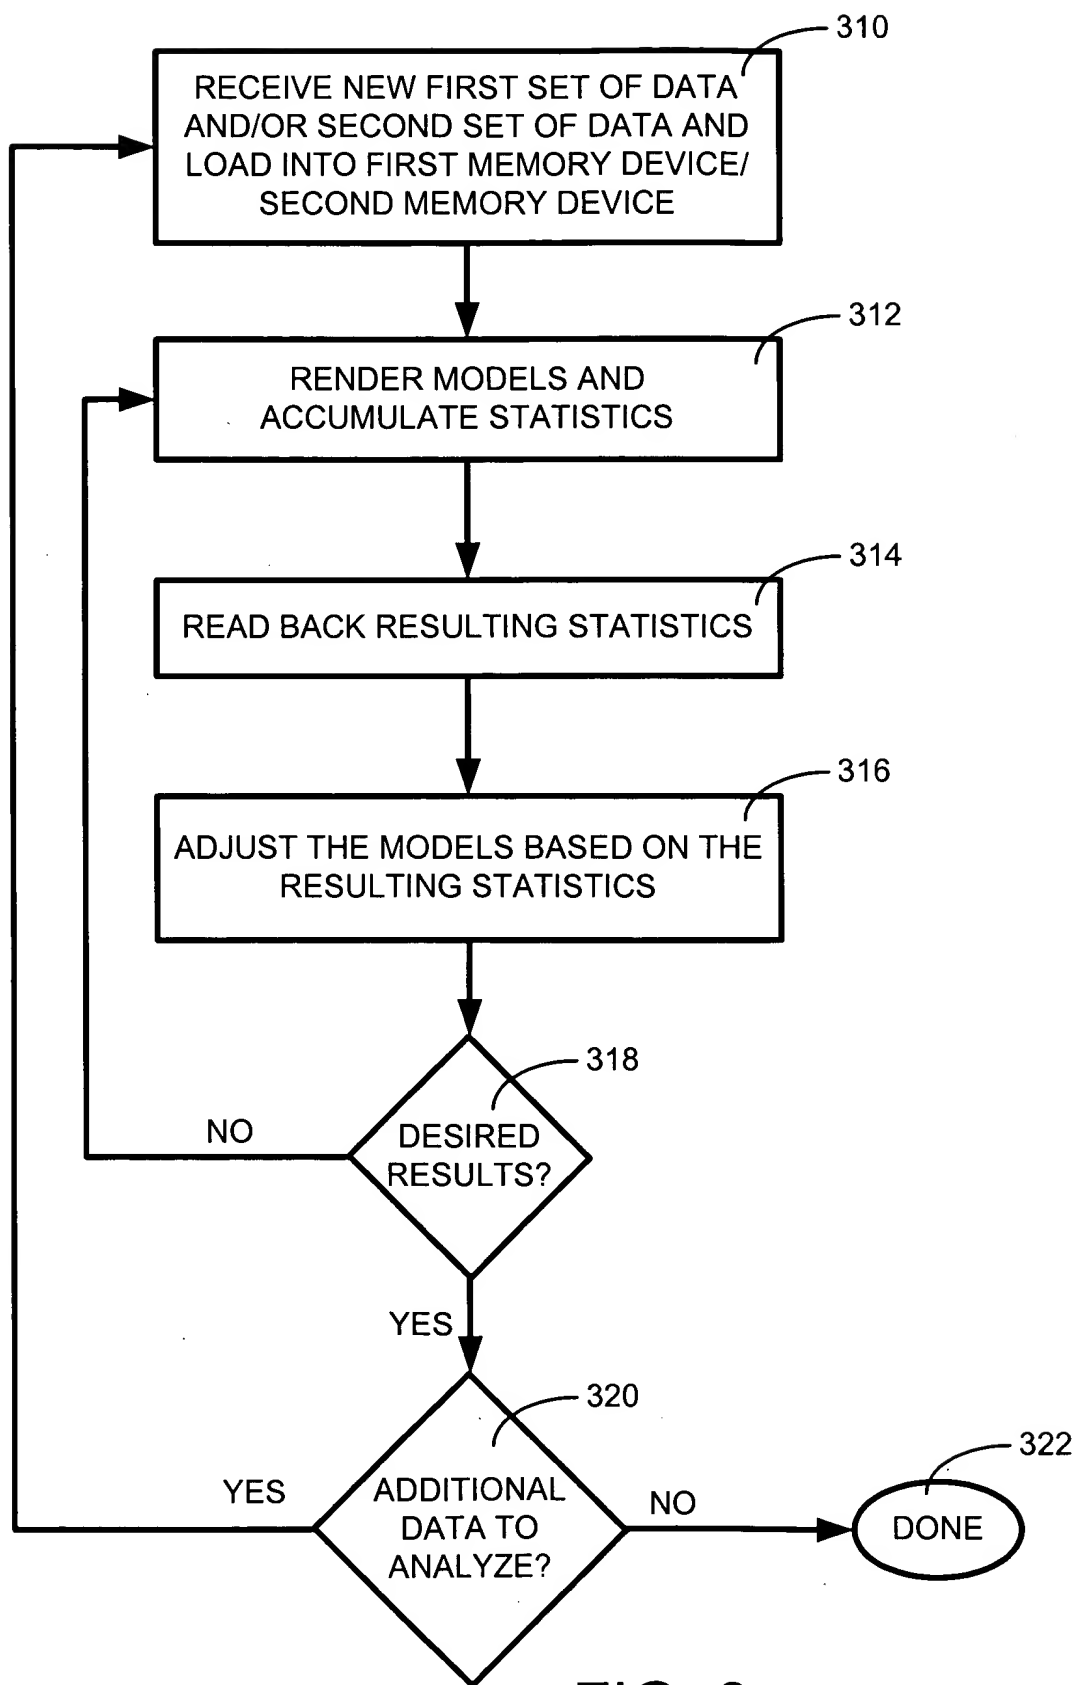 310
RECEIVE NEW FIRST SET OF DATA
AND/OR SECOND SET OF DATA AND
LOAD INTO FIRST MEMORY DEVICE/
SECOND MEMORY DEVICE
312
RENDER MODELS AND
ACCUMULATE STATISTICS
314
READ BACK RESULTING STATISTICS
316
ADJUST THE MODELS BASED ON THE
RESULTING STATISTICS
318
DESIRED
RESULTS?
NO
YES
320
ADDITIONAL
DATA TO
ANALYZE?
YES
NO
322
DONE